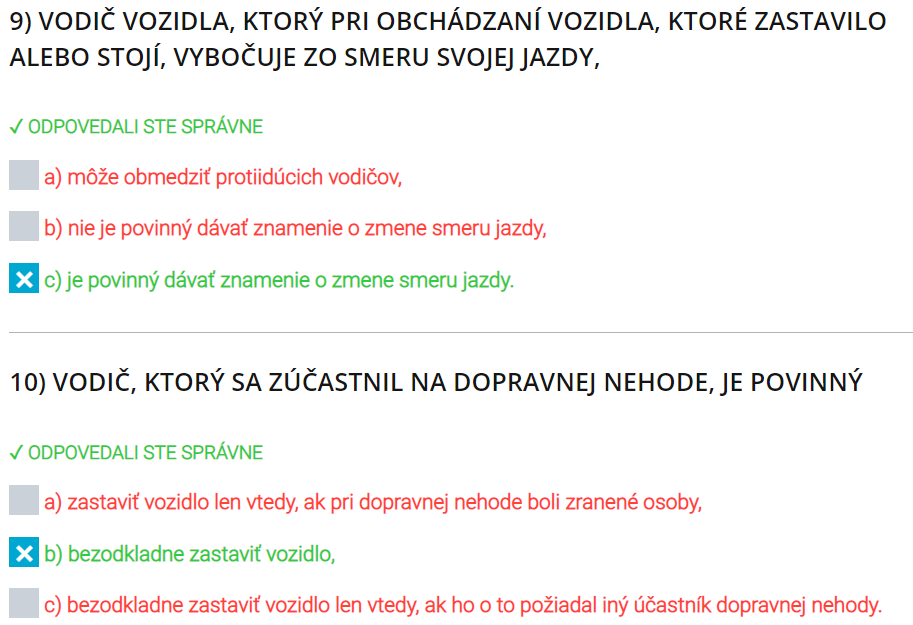 9) VODIČ VOZIDLA, KTORÝ PRI OBCHÁDZANÍ VOZIDLA, KTORÉ ZASTAVILO
ALEBO STOJÍ, VYBOČUJE ZO SMERU SVOJEJ JAZDY,
✓ ODPOVEDALI STE SPRÁVNE
a) môže obmedziť protiidúcich vodičov,
b) nie je povinný dávať znamenie o zmene smeru jazdy,
c) je povinný dávať znamenie o zmene smeru jazdy.
10) VODIČ, KTORÝ SA ZÚČASTNIL NA DOPRAVNEJ NEHODE, JE POVINNÝ
✓ ODPOVEDALI STE SPRÁVNE
a) zastaviť vozidlo len vtedy, ak pri dopravnej nehode boli zranené osoby,
b) bezodkladne zastaviť vozidlo,
c) bezodkladne zastaviť vozidlo len vtedy, ak ho o to požiadal iný účastník dopravnej nehody.